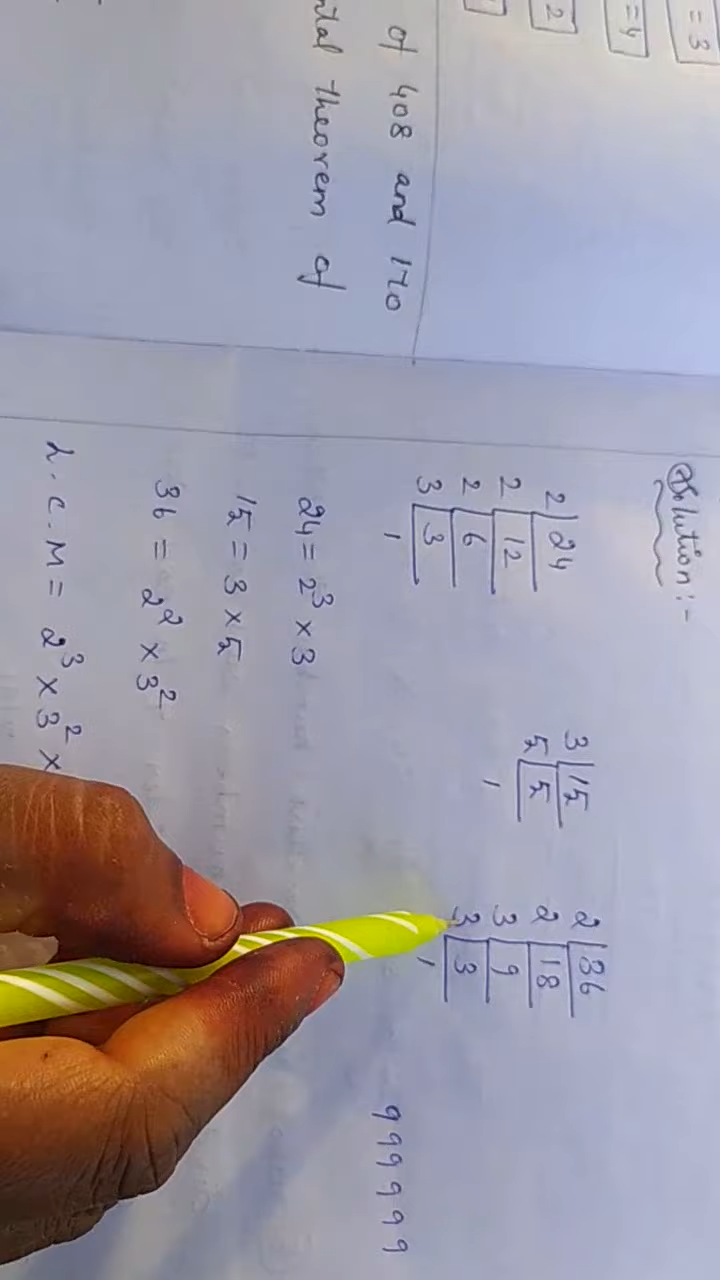 = 3
= 4
2
of 408 and 170
theorem of
Solution :-
2 | 24
2 | 12
2 | 6
3 | 3
1
3 | 15
5 | 5
1
2 | 36
2 | 18
3 | 9
3 | 3
1
24 = 2³ × 3
15 = 3 × 5
36 = 2² × 3²
L.C.M = 2³ × 3² ×
9999999